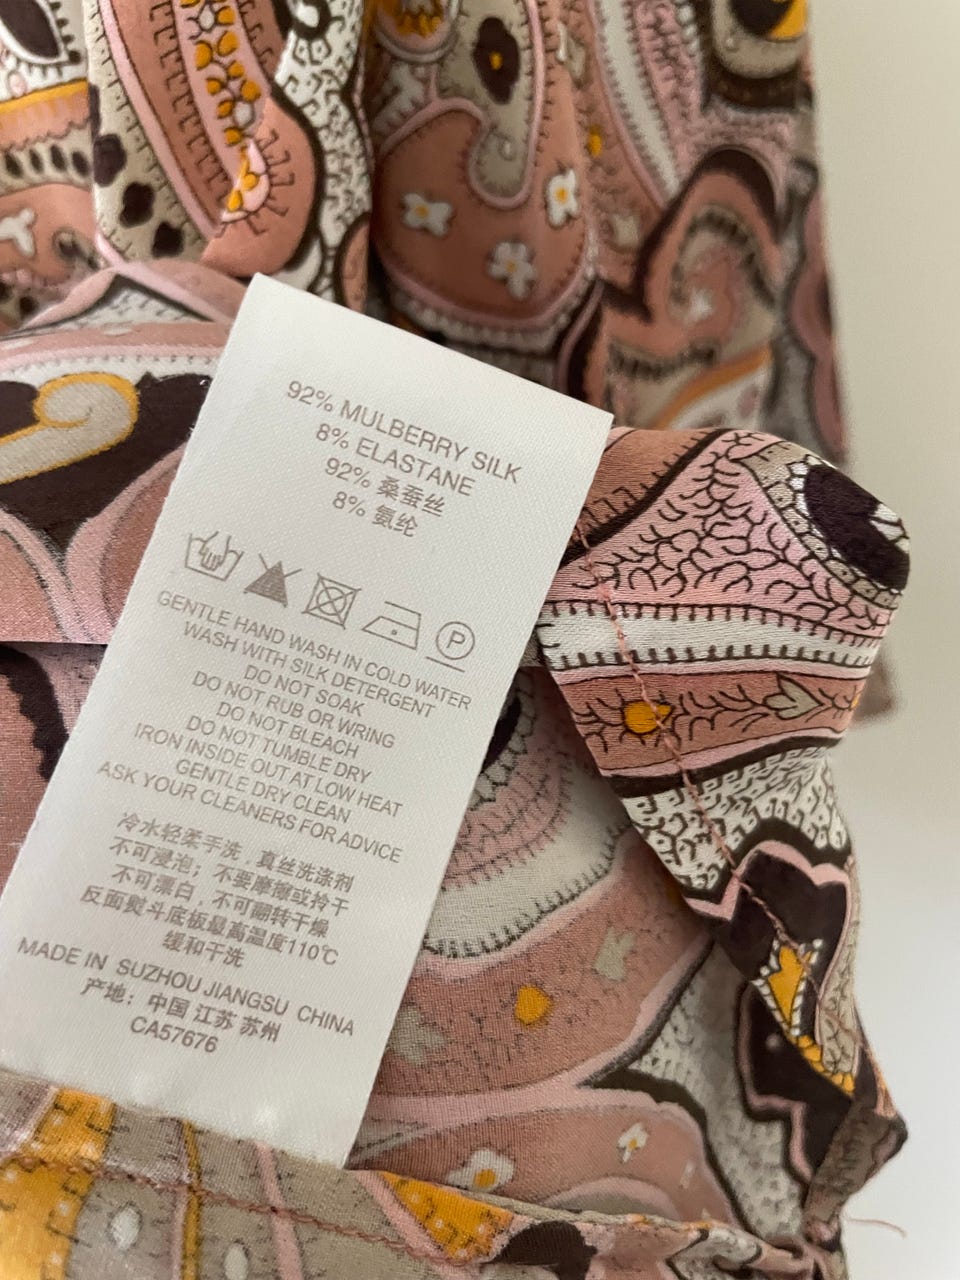 92% MULBERRY SILK
8% ELASTANE
92% 桑蚕丝
8% 氨纶
P
GENTLE HAND WASH IN COLD WATER
WASH WITH SILK DETERGENT
DO NOT SOAK
DO NOT RUB OR WRING
DO NOT BLEACH
DO NOT TUMBLE DRY
IRON INSIDE OUT AT LOW HEAT
GENTLE DRY CLEAN
ASK YOUR CLEANERS FOR ADVICE
冷水轻柔手洗，真丝洗涤剂
不可浸泡；不要摩擦或拎干
不可漂白，不可翻转干燥
反面熨斗底板最高温度110℃
缓和干洗
MADE IN SUZHOU JIANGSU CHINA
产地：中国 江苏 苏州
CA57676